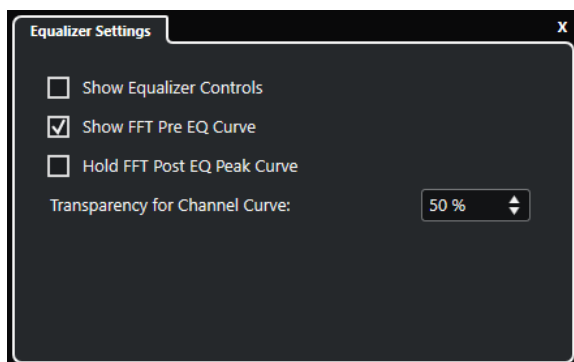 Equalizer Settings X
Show Equalizer Controls
Show FFT Pre EQ Curve
Hold FFT Post EQ Peak Curve
Transparency for Channel Curve: 50 %